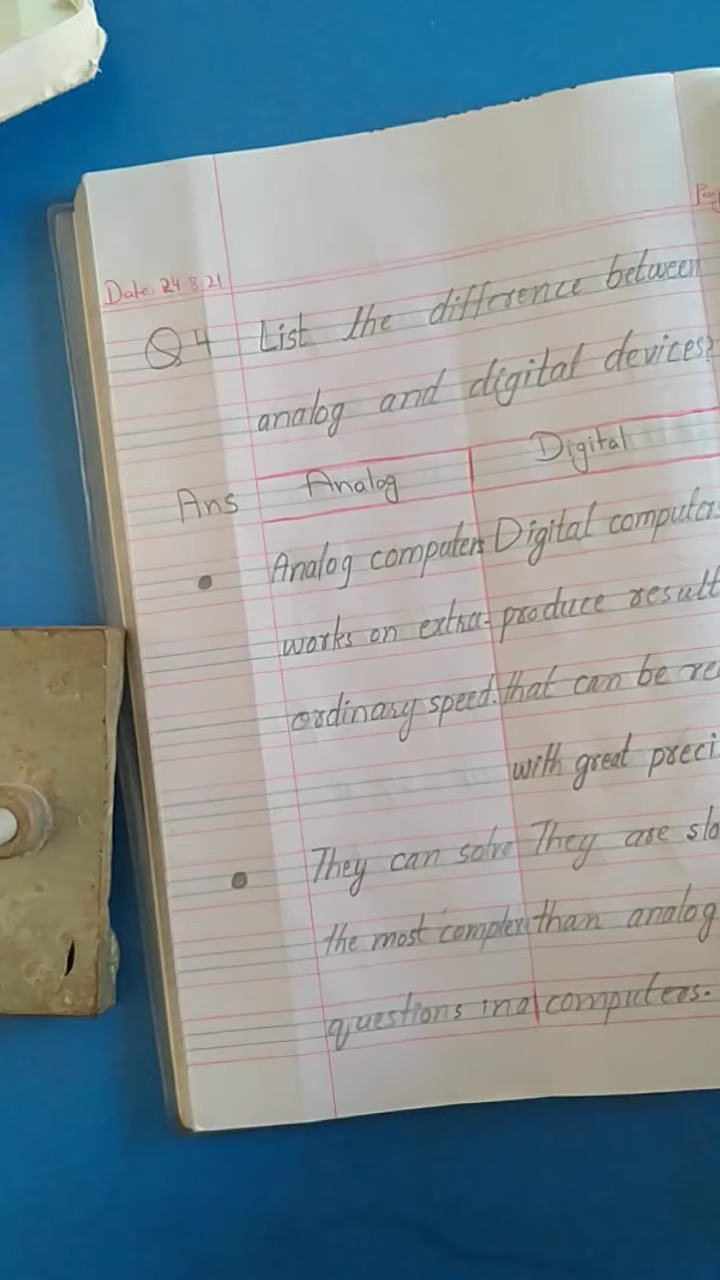 Date: 24.8.21
Q4 List the difference between
analog and digital devices?
Ans Analog Digital
Analog computers Digital computers
works on extra- produce result
ordinary speed. that can be
with great
They can solve They are
the most complex than analog
questions in a computers.